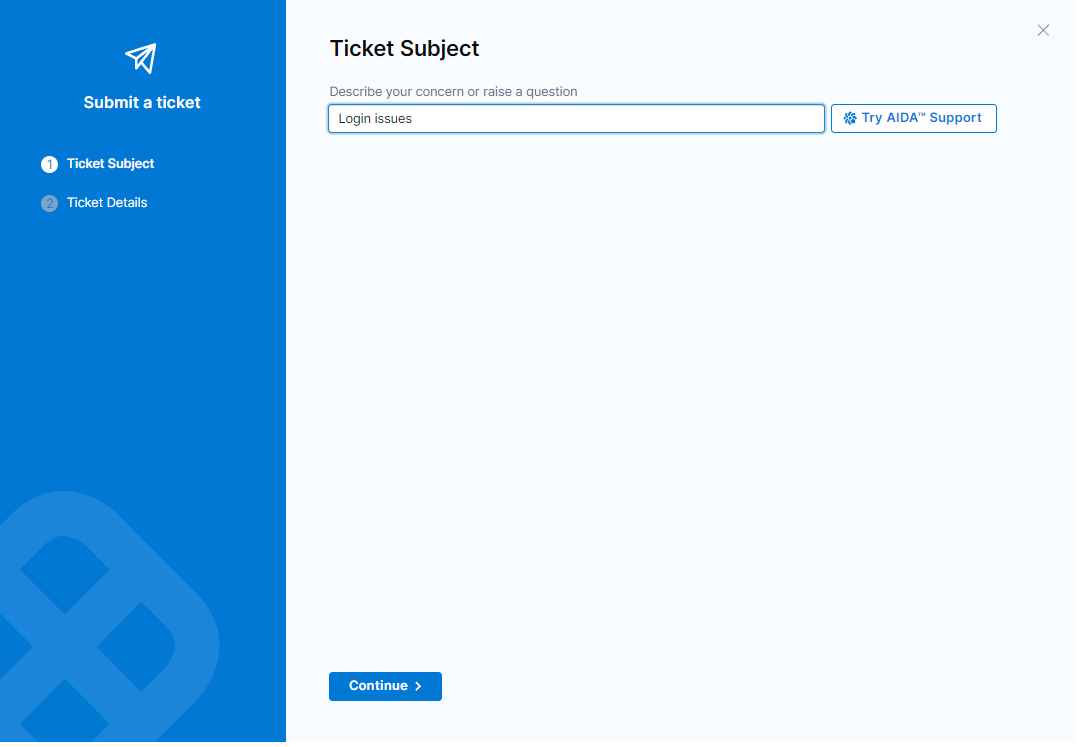 Submit a ticket
1 Ticket Subject
2 Ticket Details
Ticket Subject
Describe your concern or raise a question
Login issues
Try AIDA™ Support
Continue